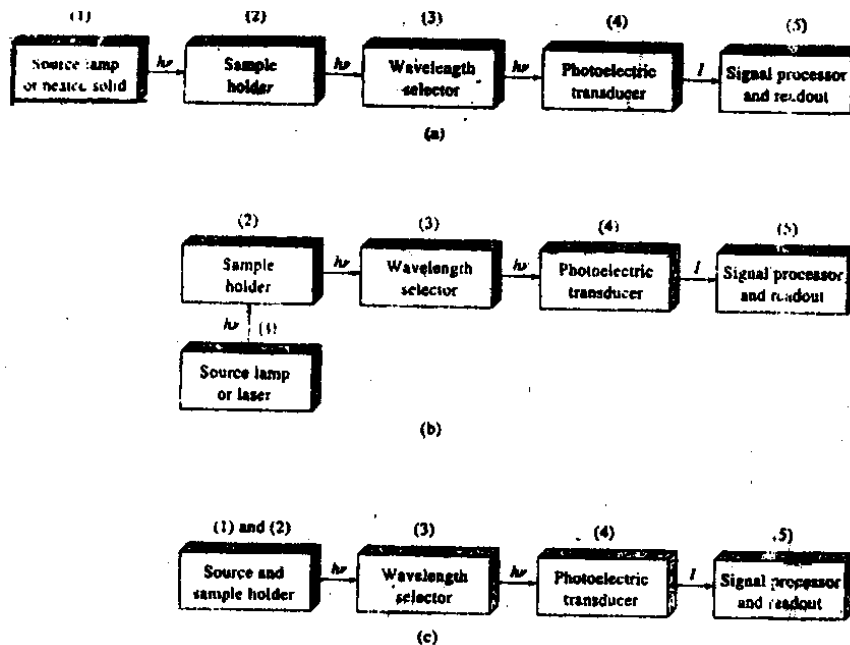 (1) (2) (3) (4) (5)
Source lamp
or heated solid
hν
Sample
holder
hν
Wavelength
selector
hν
Photoelectric
transducer
I
Signal processor
and readout
(a)
(2) (3) (4) (5)
Sample
holder
hν
Wavelength
selector
hν
Photoelectric
transducer
I
Signal processor
and readout
hν (1)
Source lamp
or laser
(b)
(1) and (2) (3) (4) (5)
Source and
sample holder
hν
Wavelength
selector
hν
Photoelectric
transducer
I
Signal processor
and readout
(c)